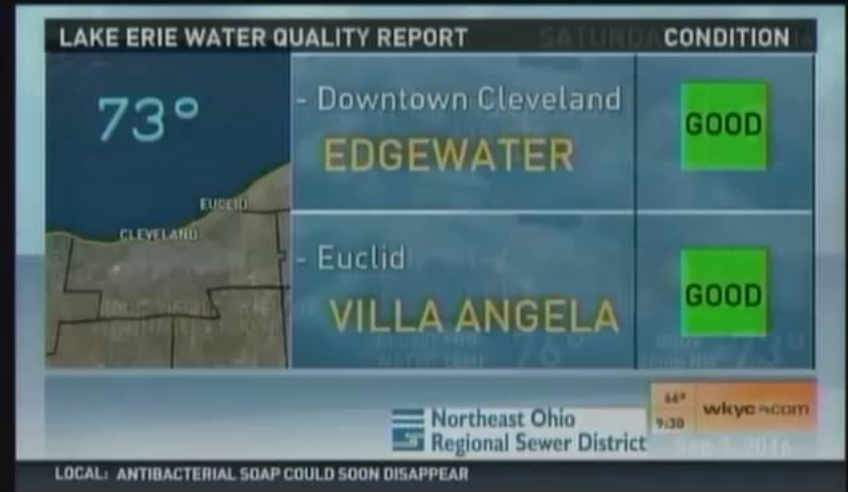 LAKE ERIE WATER QUALITY REPORT
CONDITION
73°
- Downtown Cleveland
EDGEWATER
GOOD
EUCLID
CLEVELAND
- Euclid
VILLA ANGELA
GOOD
Northeast Ohio
Regional Sewer District
66°
9:30
wkyc.com
LOCAL: ANTIBACTERIAL SOAP COULD SOON DISAPPEAR